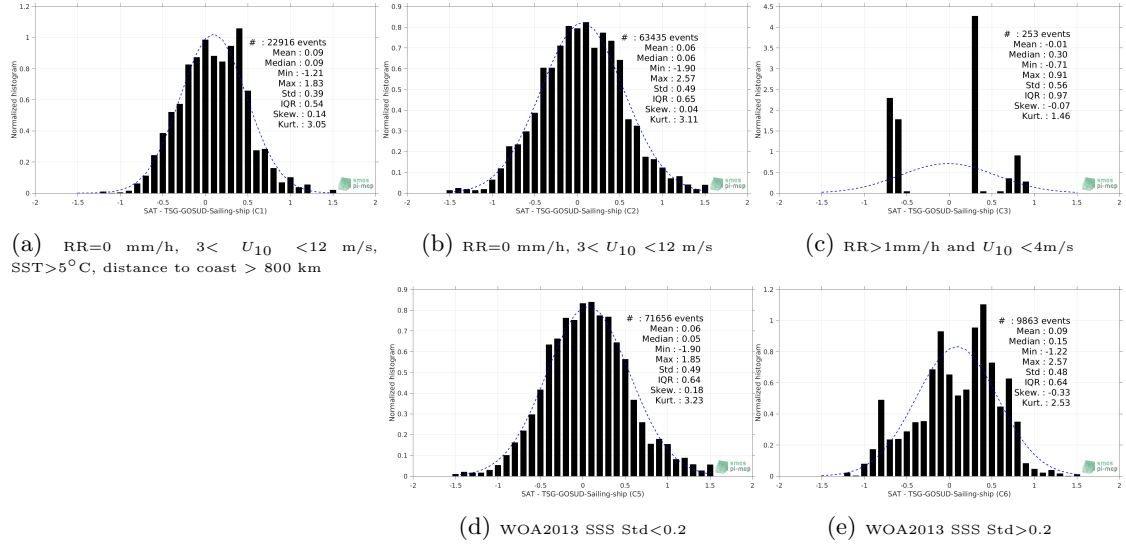 1.2
1
0.8
0.6
0.4
0.2
0
-2 -1.5 -1 -0.5 0 0.5 1 1.5 2
Normalized histogram
SAT - TSG-GOSUD-Sailing-ship (C1)
# : 22916 events
Mean : 0.09
Median : 0.09
Min : -1.21
Max : 1.83
Std : 0.39
IQR : 0.54
Skew. : 0.14
Kurt. : 3.05
smos
pi-mep
(a) RR=0 mm/h, 3< U10 <12 m/s,
SST>5°C, distance to coast > 800 km
0.9
0.8
0.7
0.6
0.5
0.4
0.3
0.2
0.1
0
-2 -1.5 -1 -0.5 0 0.5 1 1.5 2
Normalized histogram
SAT - TSG-GOSUD-Sailing-ship (C2)
# : 63435 events
Mean : 0.06
Median : 0.06
Min : -1.90
Max : 2.57
Std : 0.49
IQR : 0.65
Skew. : 0.04
Kurt. : 3.11
smos
pi-mep
(b) RR=0 mm/h, 3< U10 <12 m/s
4.5
4
3.5
3
2.5
2
1.5
1
0.5
0
-2 -1.5 -1 -0.5 0 0.5 1 1.5 2
Normalized histogram
SAT - TSG-GOSUD-Sailing-ship (C3)
# : 253 events
Mean : -0.01
Median : 0.30
Min : -0.71
Max : 0.91
Std : 0.56
IQR : 0.97
Skew. : -0.07
Kurt. : 1.46
smos
pi-mep
(c) RR>1mm/h and U10 <4m/s
0.9
0.8
0.7
0.6
0.5
0.4
0.3
0.2
0.1
0
-2 -1.5 -1 -0.5 0 0.5 1 1.5 2
Normalized histogram
SAT - TSG-GOSUD-Sailing-ship (C5)
# : 71656 events
Mean : 0.06
Median : 0.05
Min : -1.90
Max : 1.85
Std : 0.49
IQR : 0.64
Skew. : 0.18
Kurt. : 3.23
smos
pi-mep
(d) WOA2013 SSS Std<0.2
1.2
1
0.8
0.6
0.4
0.2
0
-2 -1.5 -1 -0.5 0 0.5 1 1.5 2
Normalized histogram
SAT - TSG-GOSUD-Sailing-ship (C6)
# : 9863 events
Mean : 0.09
Median : 0.15
Min : -1.22
Max : 2.57
Std : 0.48
IQR : 0.64
Skew. : -0.33
Kurt. : 2.53
smos
pi-mep
(e) WOA2013 SSS Std>0.2